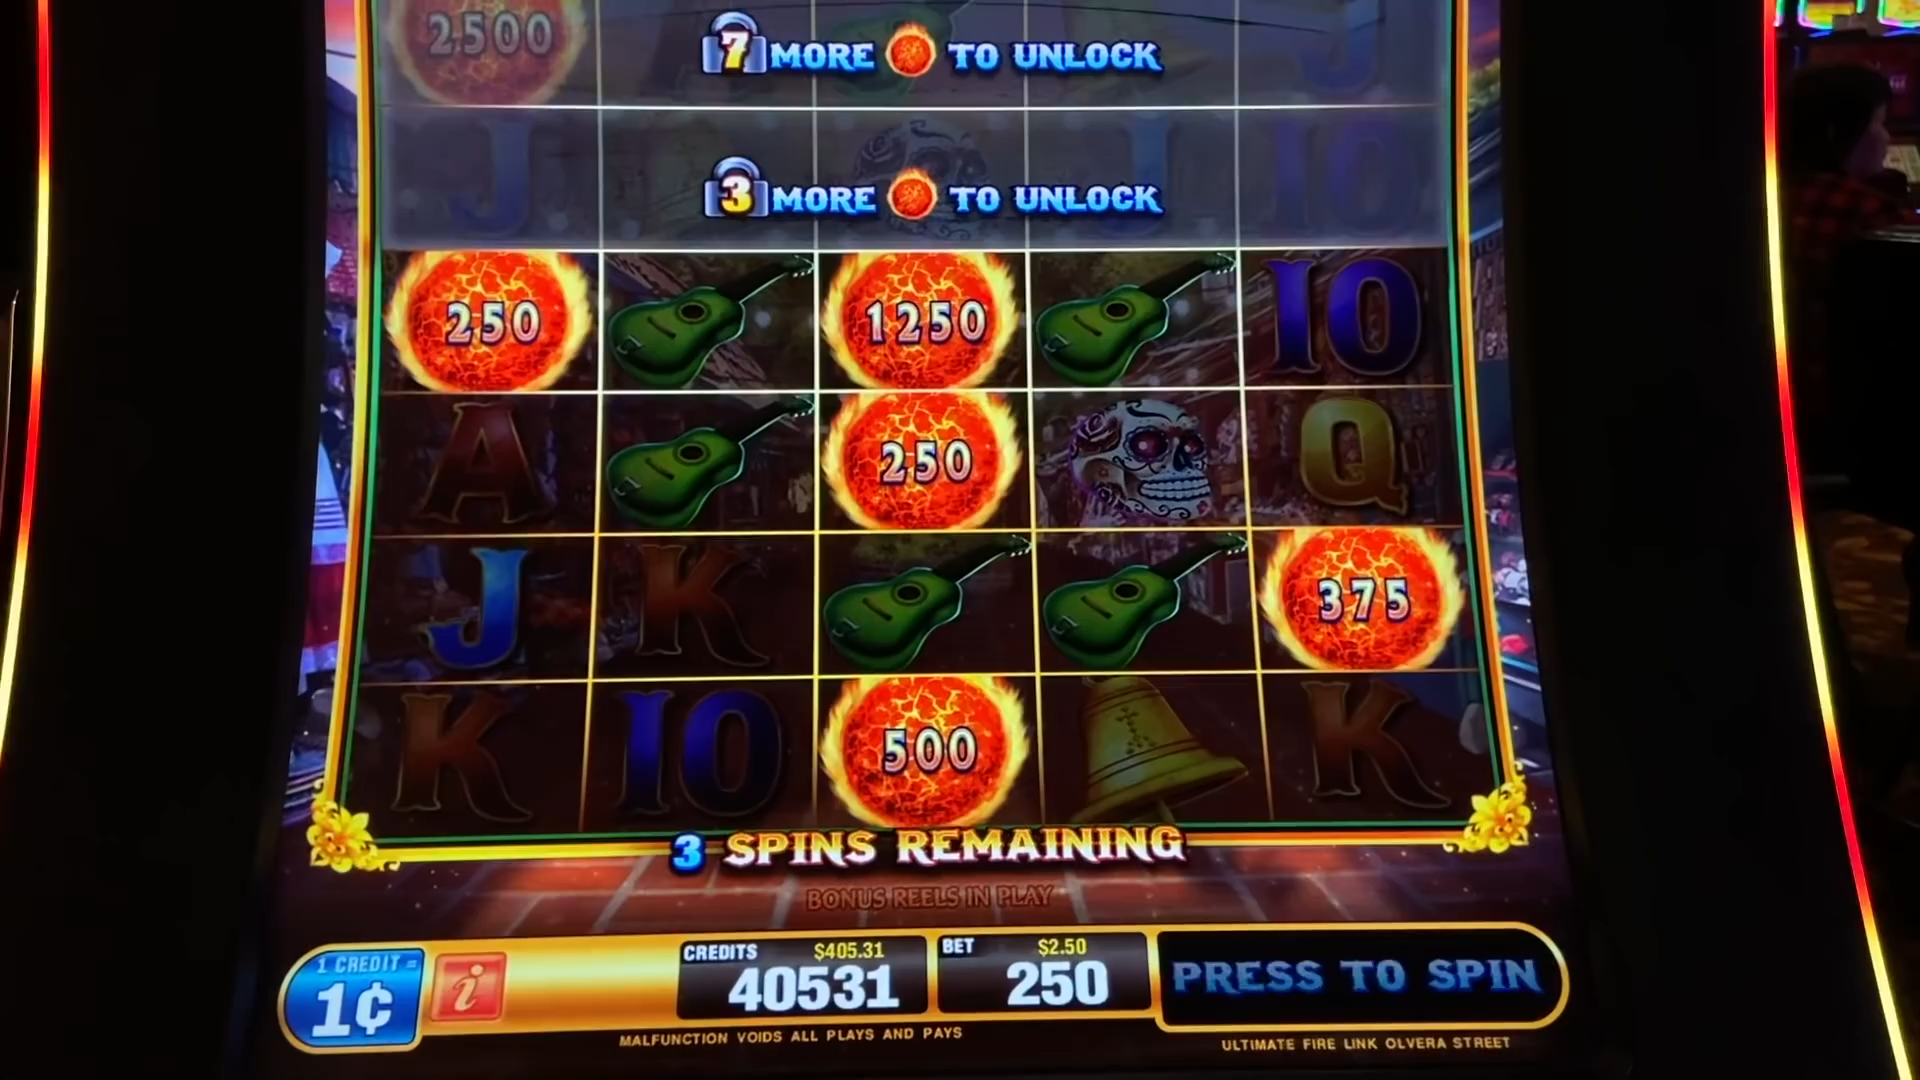 2500
7 MORE TO UNLOCK
J
J J 10
3 MORE TO UNLOCK
250 1250 10
A 250 Q
J K 375
K 10 500 K
3 SPINS REMAINING
BONUS REELS IN PLAY
1 CREDIT =
1¢
i
CREDITS $405.31
40531
BET $2.50
250
PRESS TO SPIN
MALFUNCTION VOIDS ALL PLAYS AND PAYS
ULTIMATE FIRE LINK OLVERA STREET